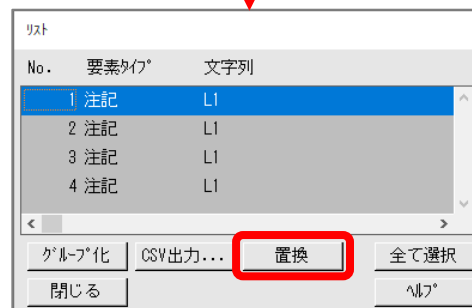 ﾘｽﾄ
No. 要素ﾀｲﾌﾟ 文字列
1 注記 L1
2 注記 L1
3 注記 L1
4 注記 L1
ｸﾞﾙｰﾌﾟ化 CSV出力... 置換 全て選択
閉じる ﾍﾙﾌﾟ